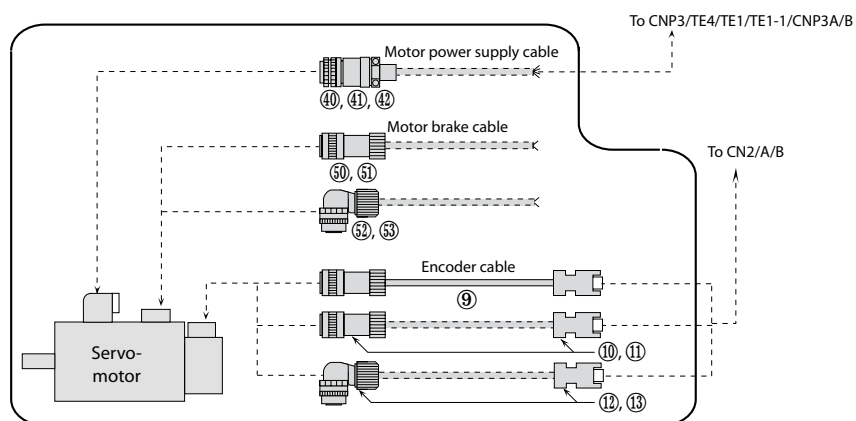 To CNP3/TE4/TE1/TE1-1/CNP3A/B
Motor power supply cable
㊵, ㊶, ㊷
Motor brake cable
㊿, 51
To CN2/A/B
52, 53
Encoder cable
⑨
⑩, ⑪
Servo-
motor
⑫, ⑬